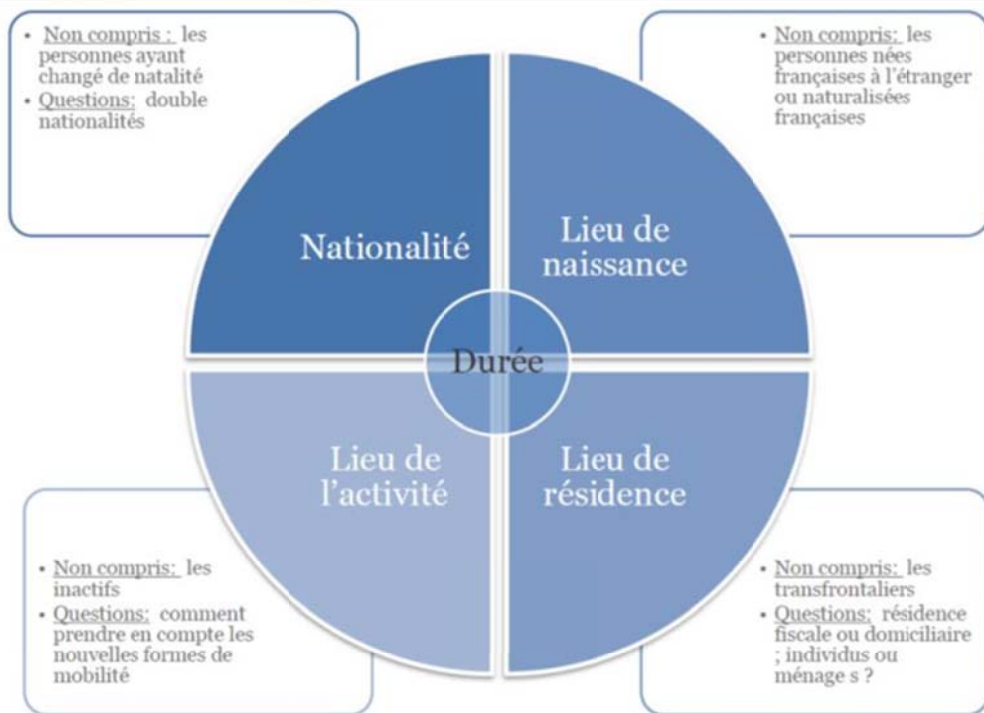 • Non compris : les
personnes ayant
changé de natalité
• Questions: double
nationalités
• Non compris: les
personnes nées
françaises à l'étranger
ou naturalisées
françaises
Nationalité
Lieu de
naissance
Durée
Lieu de
l'activité
Lieu de
résidence
• Non compris: les
inactifs
• Questions: comment
prendre en compte les
nouvelles formes de
mobilité
• Non compris: les
transfrontaliers
• Questions: résidence
fiscale ou domiciliaire
; individus ou
ménage s ?